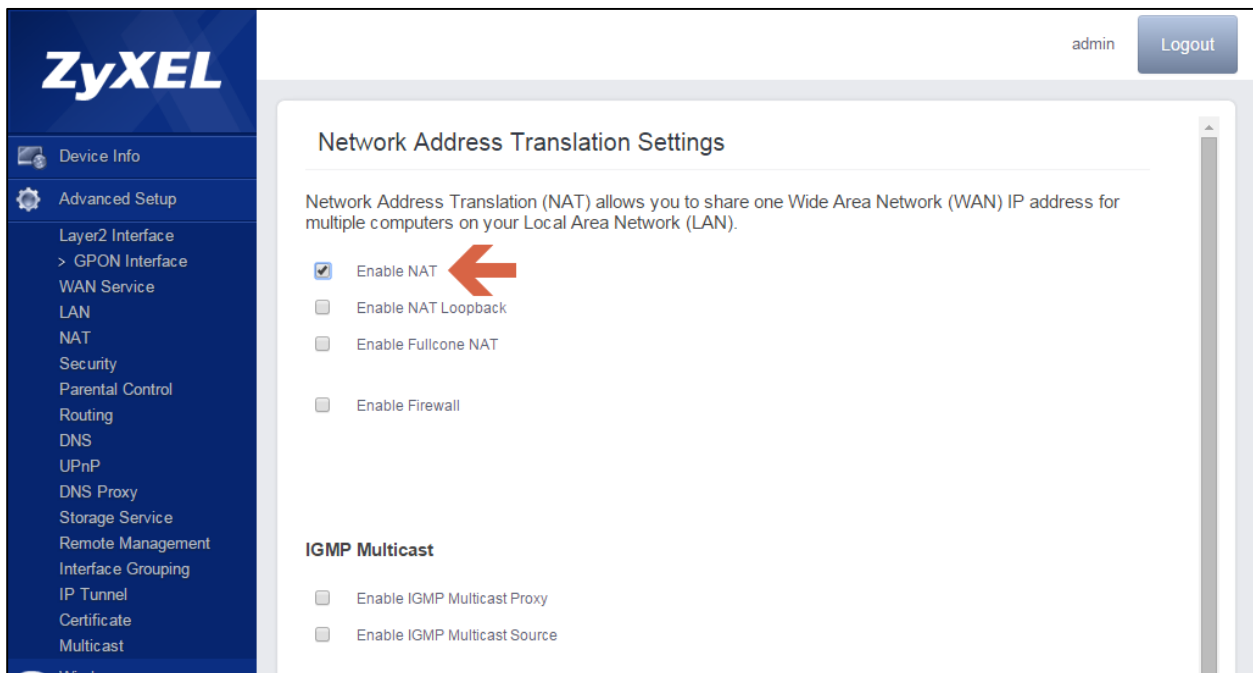 ZyXEL
admin
Logout
Device Info
Advanced Setup
Layer2 Interface
> GPON Interface
WAN Service
LAN
NAT
Security
Parental Control
Routing
DNS
UPnP
DNS Proxy
Storage Service
Remote Management
Interface Grouping
IP Tunnel
Certificate
Multicast
Network Address Translation Settings
Network Address Translation (NAT) allows you to share one Wide Area Network (WAN) IP address for
multiple computers on your Local Area Network (LAN).
Enable NAT
Enable NAT Loopback
Enable Fullcone NAT
Enable Firewall
IGMP Multicast
Enable IGMP Multicast Proxy
Enable IGMP Multicast Source